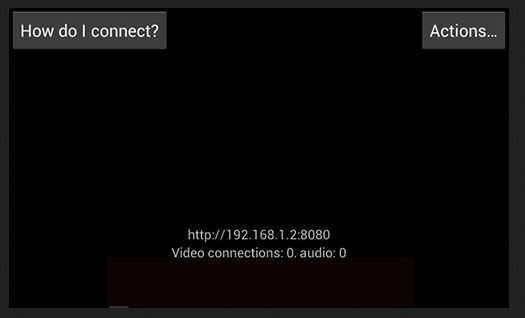 How do I connect?
Actions...
http://192.168.1.2:8080
Video connections: 0. audio: 0